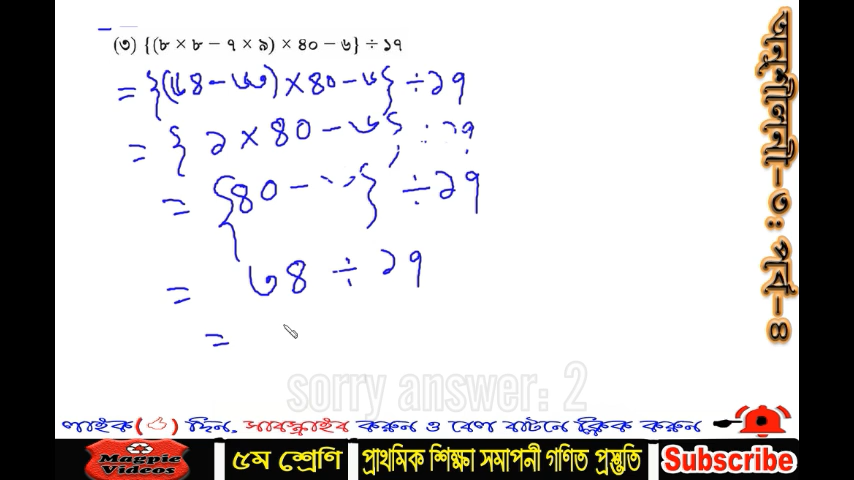 (৩) {(৮ × ৮ – ৭ × ৯) × ৪০ – ৬} ÷ ১৭
= {(৬৪ – ৬৩) × ৪০ – ৬} ÷ ১৭
= { ১ × ৪০ – ৬} ÷ ১৭
= {৪০ – ৬} ÷ ১৭
= ৩৪ ÷ ১৭
=
sorry answer: 2
অনুশীলনী–৩: পার্ট–৪
লাইক( ) দিন, সাবস্ক্রাইব করুন ও বেল বাটনে ক্লিক করুন
Magpie Videos
৫ম শ্রেণি
প্রাথমিক শিক্ষা সমাপনী গণিত প্রস্তুতি
Subscribe